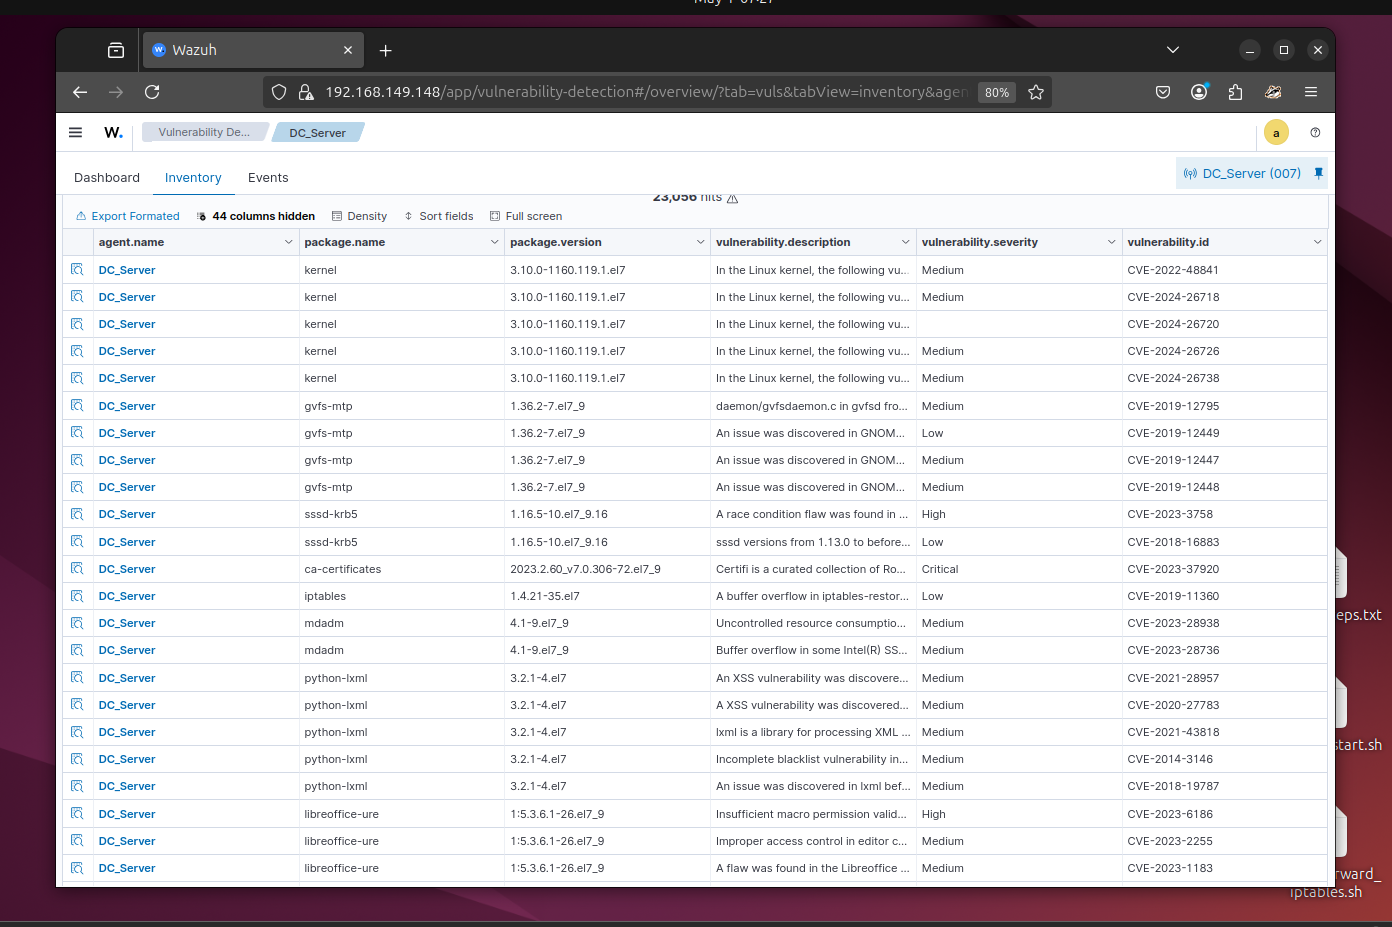 Wazuh
192.168.149.148/app/vulnerability-detection#/overview/?tab=vuls&tabView=inventory&agen
80%
W.
Vulnerability De...
DC_Server
a
Dashboard
Inventory
Events
DC_Server (007)
23,056 hits
Export Formated
44 columns hidden
Density
Sort fields
Full screen
agent.name package.name package.version vulnerability.description vulnerability.severity vulnerability.id
DC_Server kernel 3.10.0-1160.119.1.el7 In the Linux kernel, the following vu... Medium CVE-2022-48841
DC_Server kernel 3.10.0-1160.119.1.el7 In the Linux kernel, the following vu... Medium CVE-2024-26718
DC_Server kernel 3.10.0-1160.119.1.el7 In the Linux kernel, the following vu... CVE-2024-26720
DC_Server kernel 3.10.0-1160.119.1.el7 In the Linux kernel, the following vu... Medium CVE-2024-26726
DC_Server kernel 3.10.0-1160.119.1.el7 In the Linux kernel, the following vu... Medium CVE-2024-26738
DC_Server gvfs-mtp 1.36.2-7.el7_9 daemon/gvfsdaemon.c in gvfsd fro... Medium CVE-2019-12795
DC_Server gvfs-mtp 1.36.2-7.el7_9 An issue was discovered in GNOM... Low CVE-2019-12449
DC_Server gvfs-mtp 1.36.2-7.el7_9 An issue was discovered in GNOM... Medium CVE-2019-12447
DC_Server gvfs-mtp 1.36.2-7.el7_9 An issue was discovered in GNOM... Medium CVE-2019-12448
DC_Server sssd-krb5 1.16.5-10.el7_9.16 A race condition flaw was found in ... High CVE-2023-3758
DC_Server sssd-krb5 1.16.5-10.el7_9.16 sssd versions from 1.13.0 to before... Low CVE-2018-16883
DC_Server ca-certificates 2023.2.60_v7.0.306-72.el7_9 Certifi is a curated collection of Ro... Critical CVE-2023-37920
DC_Server iptables 1.4.21-35.el7 A buffer overflow in iptables-restor... Low CVE-2019-11360
DC_Server mdadm 4.1-9.el7_9 Uncontrolled resource consumptio... Medium CVE-2023-28938
DC_Server mdadm 4.1-9.el7_9 Buffer overflow in some Intel(R) SS... Medium CVE-2023-28736
DC_Server python-lxml 3.2.1-4.el7 An XSS vulnerability was discovere... Medium CVE-2021-28957
DC_Server python-lxml 3.2.1-4.el7 A XSS vulnerability was discovered... Medium CVE-2020-27783
DC_Server python-lxml 3.2.1-4.el7 lxml is a library for processing XML ... Medium CVE-2021-43818
DC_Server python-lxml 3.2.1-4.el7 Incomplete blacklist vulnerability in... Medium CVE-2014-3146
DC_Server python-lxml 3.2.1-4.el7 An issue was discovered in lxml bef... Medium CVE-2018-19787
DC_Server libreoffice-ure 1:5.3.6.1-26.el7_9 Insufficient macro permission valid... High CVE-2023-6186
DC_Server libreoffice-ure 1:5.3.6.1-26.el7_9 Improper access control in editor c... Medium CVE-2023-2255
DC_Server libreoffice-ure 1:5.3.6.1-26.el7_9 A flaw was found in the LibreOffice ... Medium CVE-2023-1183
eps.txt
start.sh
rward_
iptables.sh